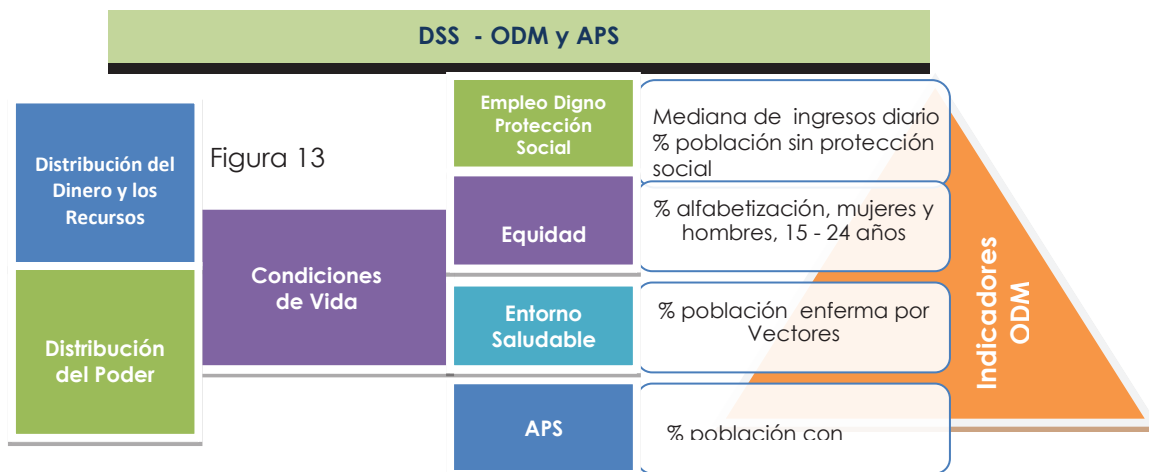 DSS - ODM y APS
Distribución del
Dinero y los
Recursos
Distribución
del Poder
Figura 13
Condiciones
de Vida
Empleo Digno
Protección
Social
Mediana de ingresos diario
% población sin protección
social
Equidad
% alfabetización, mujeres y
hombres, 15 - 24 años
Entorno
Saludable
% población enferma por
Vectores
APS
% población con
Indicadores
ODM